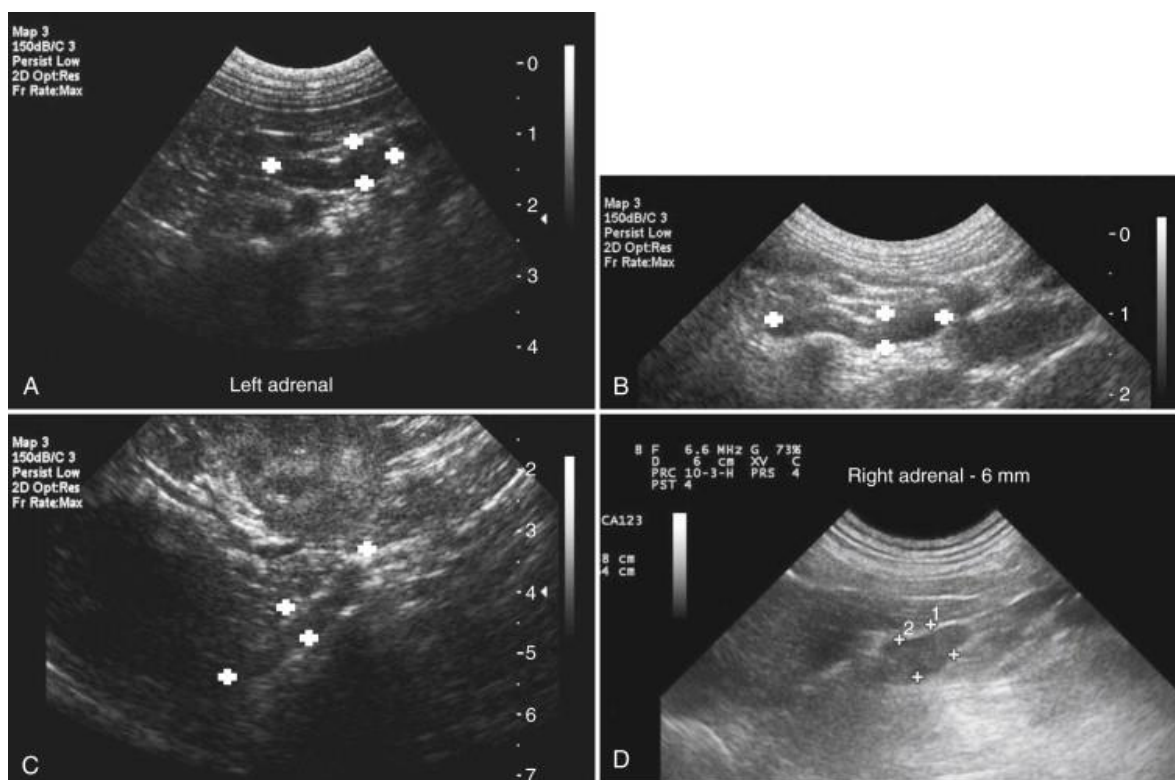 Map 3
150dB/C 3
Persist Low
2D Opt:Res
Fr Rate:Max
0
1
2
3
4
A
Left adrenal
Map 3
150dB/C 3
Persist Low
2D Opt:Res
Fr Rate:Max
0
1
2
B
Map 3
150dB/C 3
Persist Low
2D Opt:Res
Fr Rate:Max
2
3
4
5
6
7
C
8 F 6.6 MHz G 73%
D 6 cm XV C
PRC 10-3-H PRS 4
PST 4
Right adrenal - 6 mm
CA123
8 cm
4 cm
1
2
D